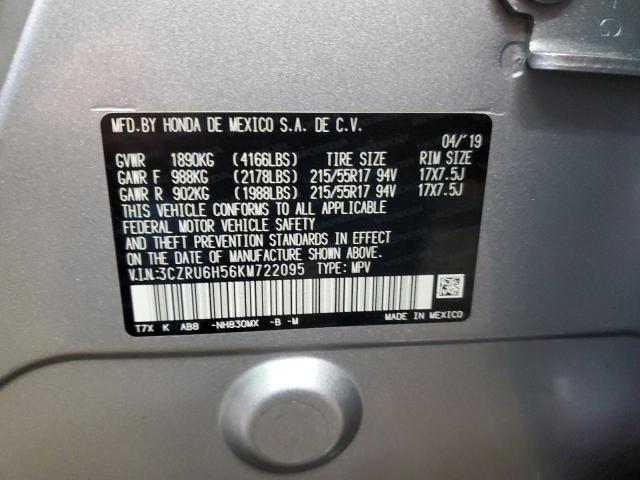 G
MFD.BY HONDA DE MEXICO S.A. DE C.V.
04/'19
GVWR 1890KG (4166LBS) TIRE SIZE RIM SIZE
GAWR F 988KG (2178LBS) 215/55R17 94V 17X7.5J
GAWR R 902KG (1988LBS) 215/55R17 94V 17X7.5J
THIS VEHICLE CONFORMS TO ALL APPLICABLE
FEDERAL MOTOR VEHICLE SAFETY
AND THEFT PREVENTION STANDARDS IN EFFECT
ON THE DATE OF MANUFACTURE SHOWN ABOVE.
V.I.N:3CZRU6H56KM722095 TYPE: MPV
T7X K AB8 -NH830MX -B -M MADE IN MEXICO